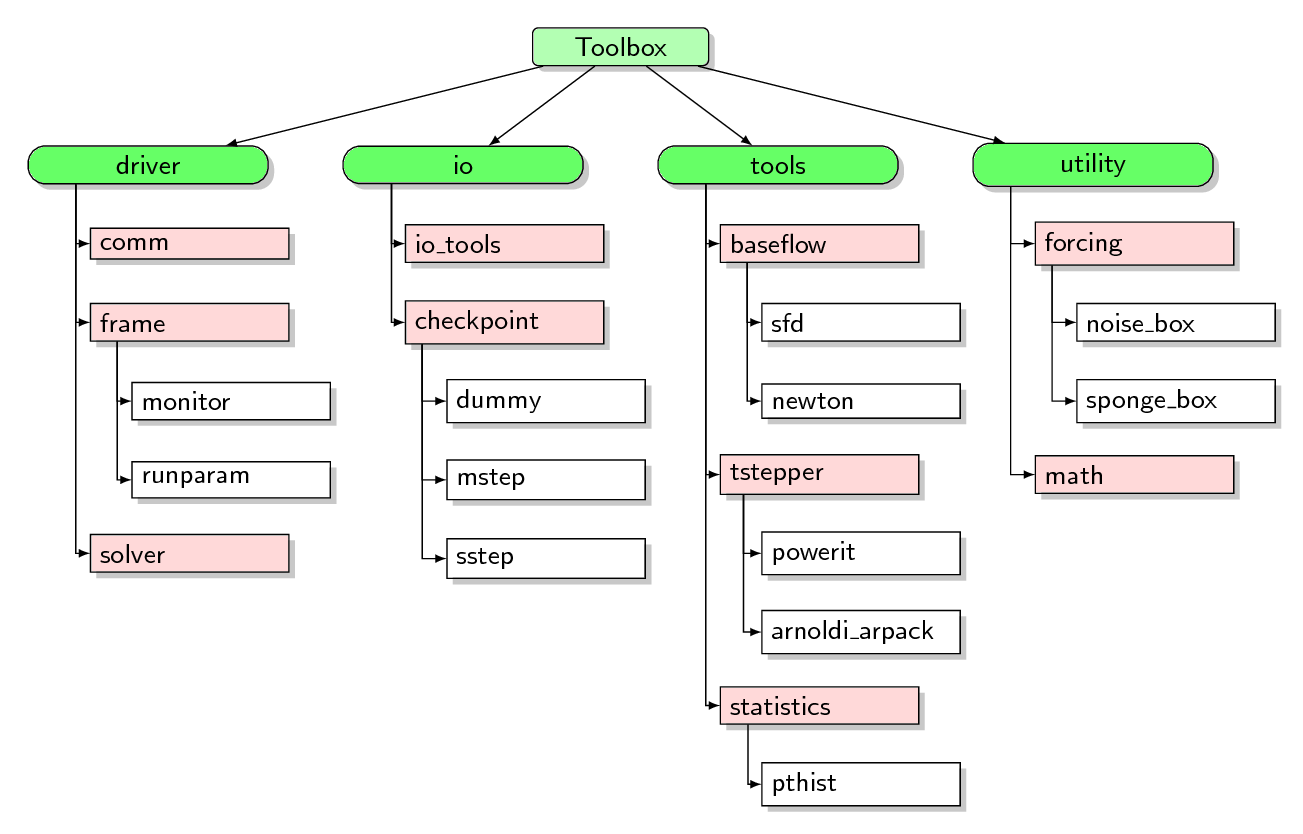 Toolbox
driver
comm
frame
monitor
runparam
solver
io
io_tools
checkpoint
dummy
mstep
sstep
tools
baseflow
sfd
newton
tstepper
powerit
arnoldi_arpack
statistics
pthist
utility
forcing
noise_box
sponge_box
math